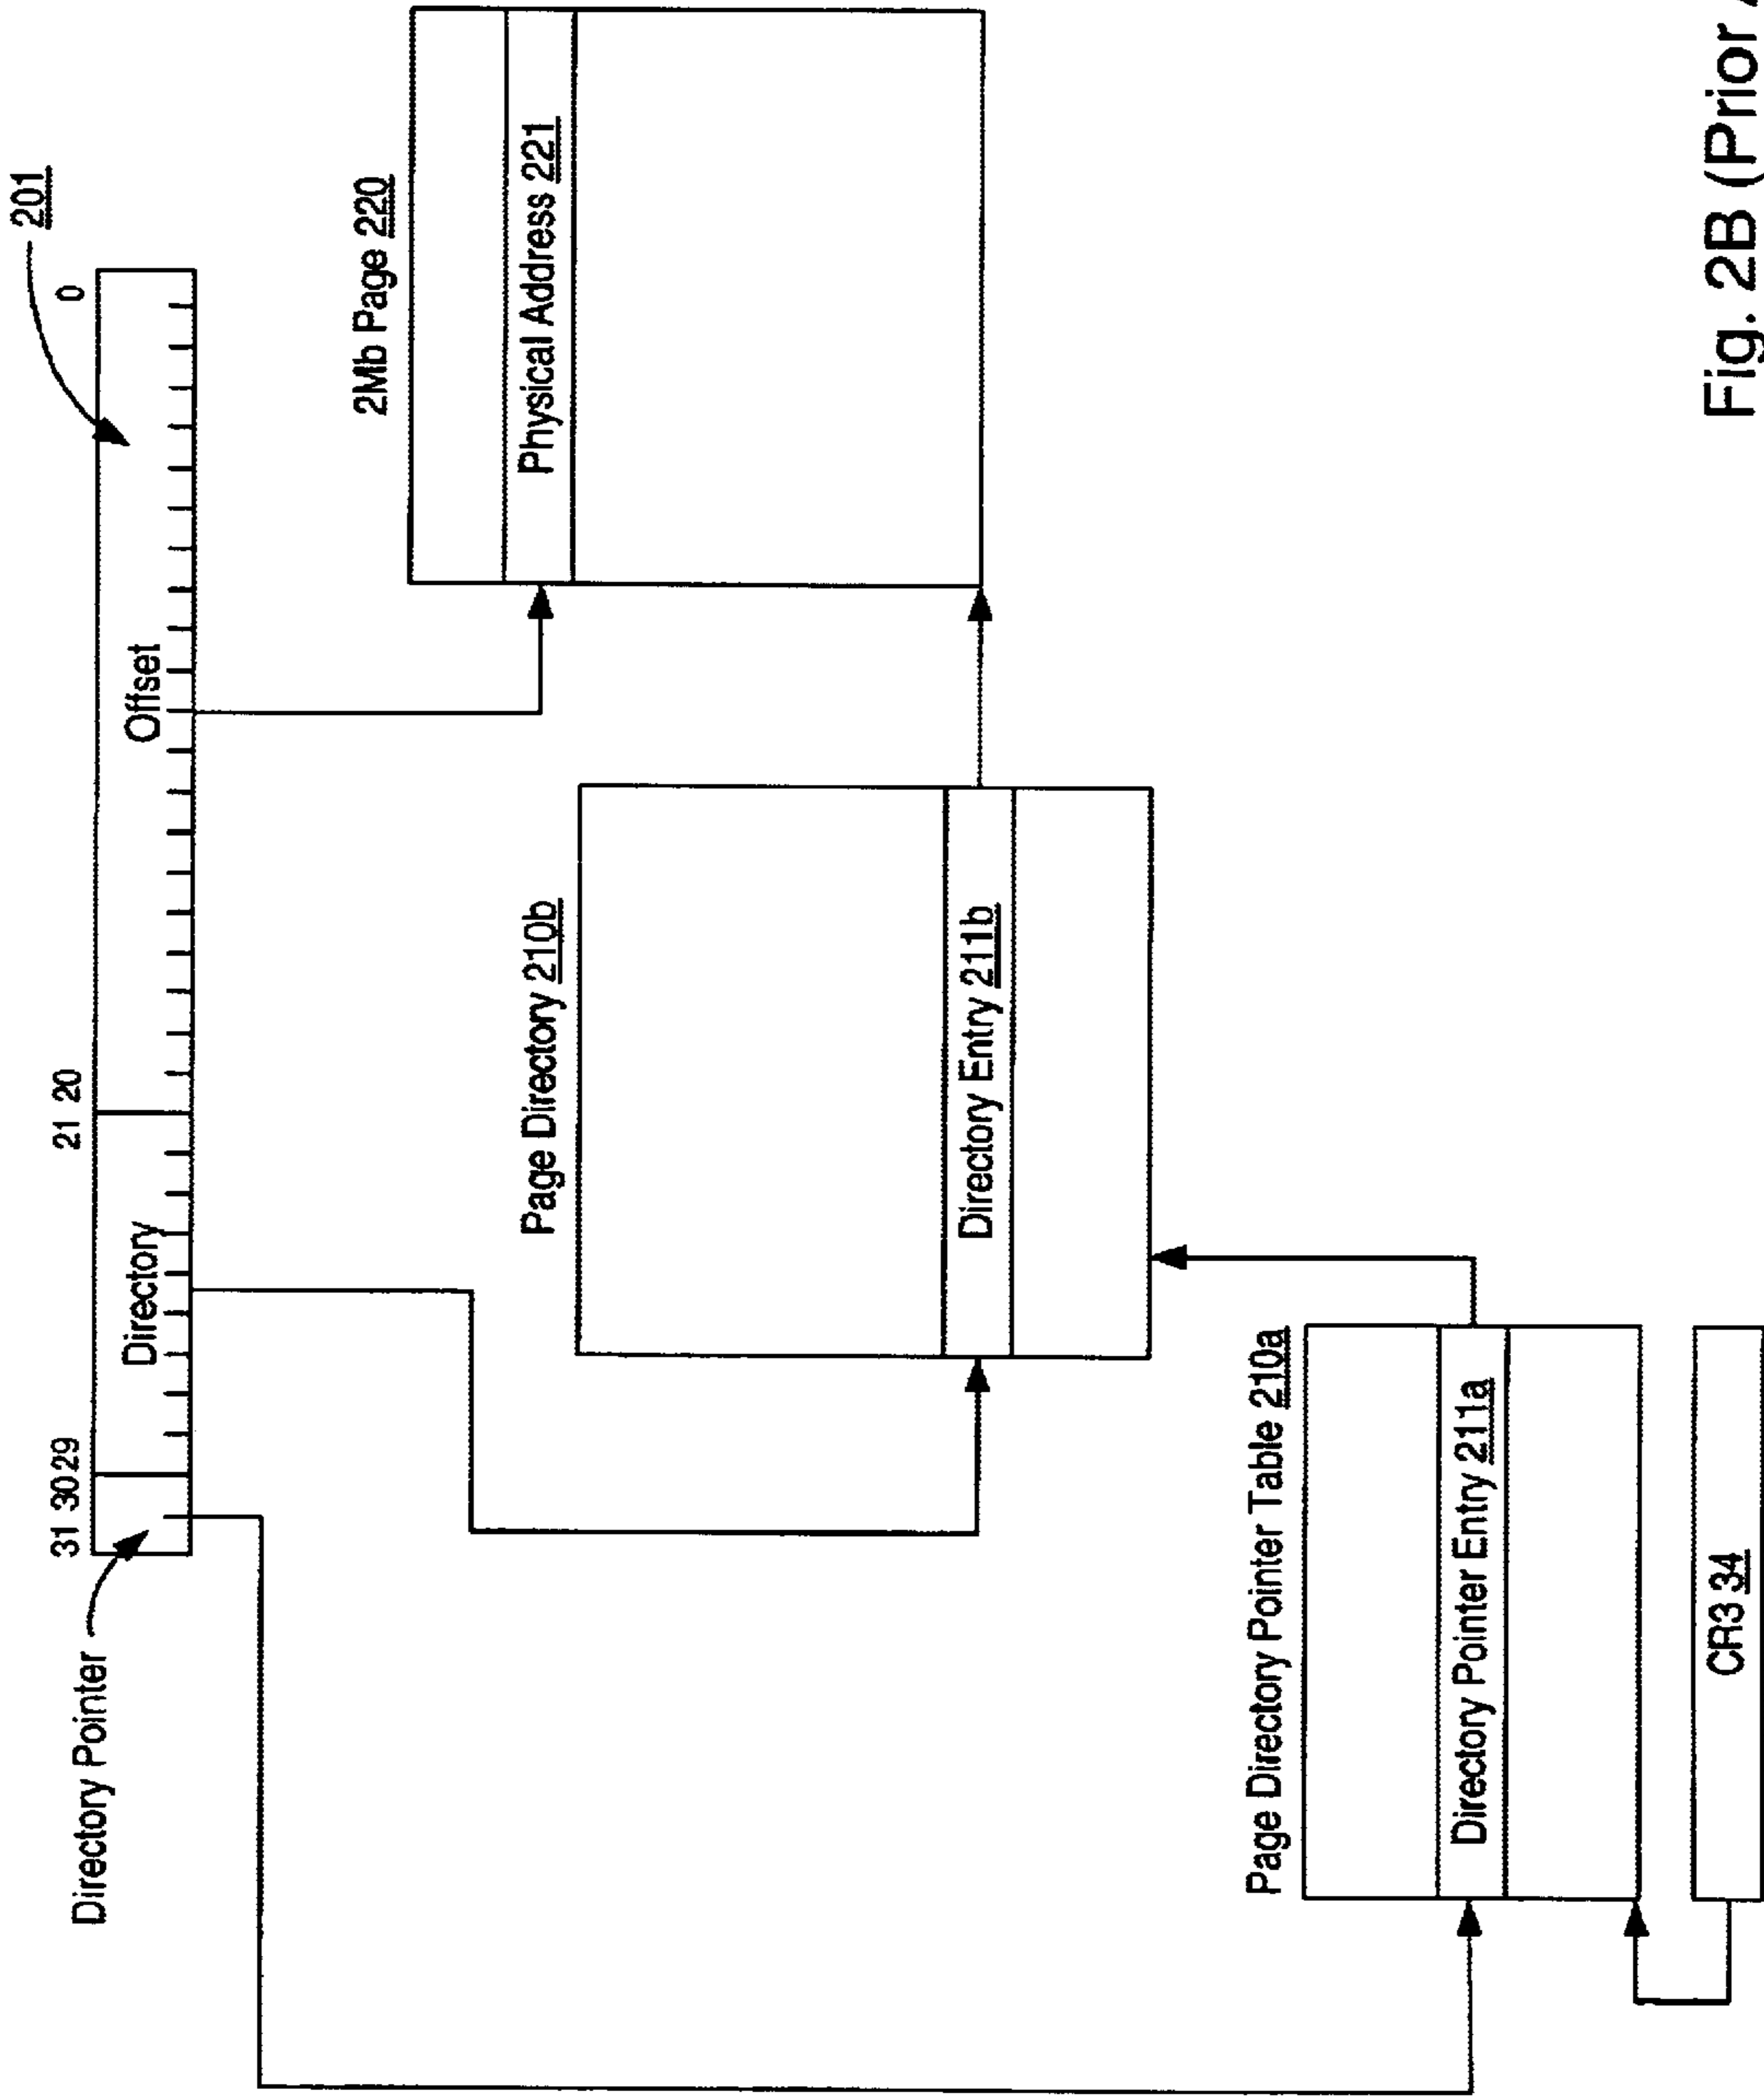 201
31 30 29 21 20 0
Directory Pointer
Directory
Offset
2Mb Page 220
Physical Address 221
Page Directory 210b
Directory Entry 211b
Page Directory Pointer Table 210a
Directory Pointer Entry 211a
CR3 34
Fig. 2B (Prior